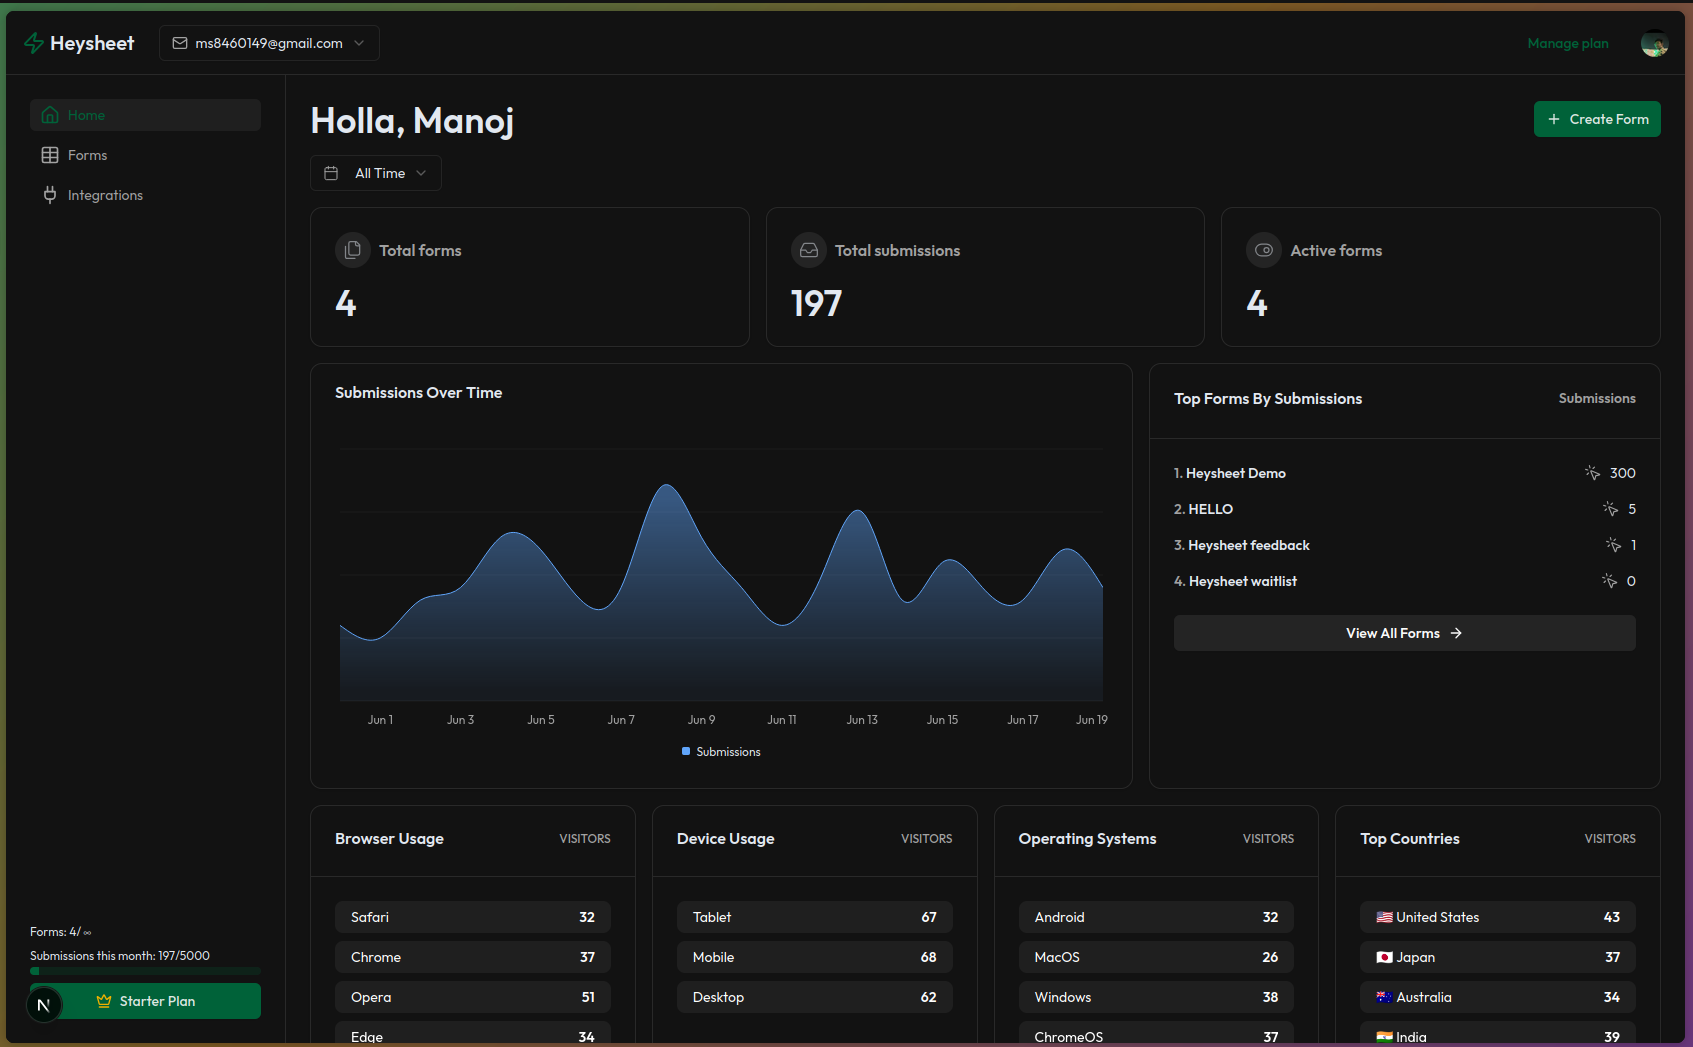 Heysheet
ms8460149@gmail.com
Manage plan
Home
Forms
Integrations
Holla, Manoj
+ Create Form
All Time
Total forms
4
Total submissions
197
Active forms
4
Submissions Over Time
Jun 1 Jun 3 Jun 5 Jun 7 Jun 9 Jun 11 Jun 13 Jun 15 Jun 17 Jun 19
Submissions
Top Forms By Submissions Submissions
1. Heysheet Demo 300
2. HELLO 5
3. Heysheet feedback 1
4. Heysheet waitlist 0
View All Forms →
Browser Usage VISITORS
Safari 32
Chrome 37
Opera 51
Edge 34
Device Usage VISITORS
Tablet 67
Mobile 68
Desktop 62
Operating Systems VISITORS
Android 32
MacOS 26
Windows 38
ChromeOS 37
Top Countries VISITORS
🇺🇸 United States 43
🇯🇵 Japan 37
🇦🇺 Australia 34
🇮🇳 India 39
Forms: 4/ ∞
Submissions this month: 197/5000
N
Starter Plan